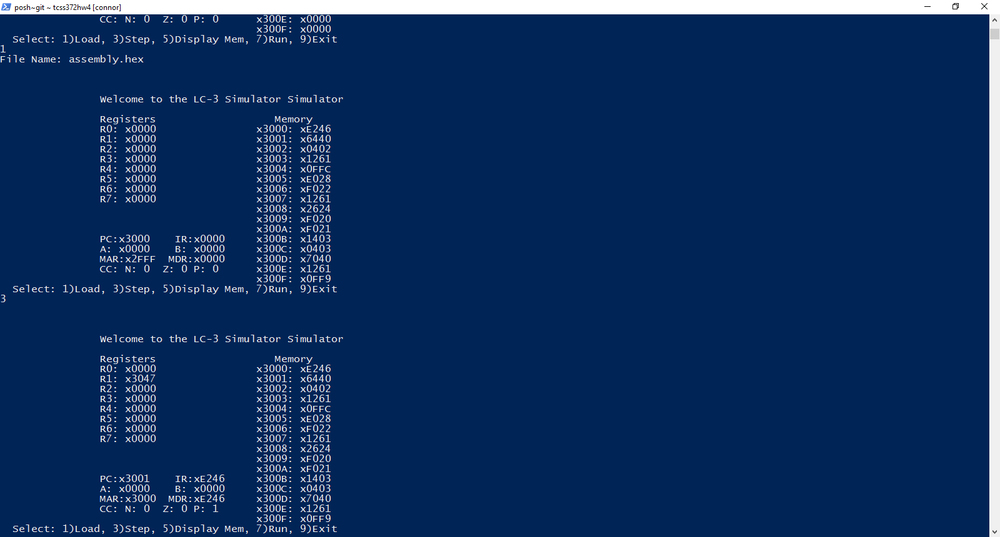 posh~git ~ tcss372hw4 [connor]
CC: N: 0  Z: 0 P: 0      x300E: x0000
x300F: x0000
Select: 1)Load, 3)Step, 5)Display Mem, 7)Run, 9)Exit
1
File Name: assembly.hex
Welcome to the LC-3 Simulator Simulator
Registers                   Memory
R0: x0000                x3000: xE246
R1: x0000                x3001: x6440
R2: x0000                x3002: x0402
R3: x0000                x3003: x1261
R4: x0000                x3004: x0FFC
R5: x0000                x3005: xE028
R6: x0000                x3006: xF022
R7: x0000                x3007: x1261
x3008: x2624
x3009: xF020
x300A: xF021
PC:x3000    IR:x0000     x300B: x1403
A: x0000    B: x0000     x300C: x0403
MAR:x2FFF  MDR:x0000     x300D: x7040
CC: N: 0  Z: 0 P: 0      x300E: x1261
x300F: x0FF9
Select: 1)Load, 3)Step, 5)Display Mem, 7)Run, 9)Exit
3
Welcome to the LC-3 Simulator Simulator
Registers                   Memory
R0: x0000                x3000: xE246
R1: x3047                x3001: x6440
R2: x0000                x3002: x0402
R3: x0000                x3003: x1261
R4: x0000                x3004: x0FFC
R5: x0000                x3005: xE028
R6: x0000                x3006: xF022
R7: x0000                x3007: x1261
x3008: x2624
x3009: xF020
x300A: xF021
PC:x3001    IR:xE246     x300B: x1403
A: x0000    B: x0000     x300C: x0403
MAR:x3000  MDR:xE246     x300D: x7040
CC: N: 0  Z: 0 P: 1      x300E: x1261
x300F: x0FF9
Select: 1)Load, 3)Step, 5)Display Mem, 7)Run, 9)Exit